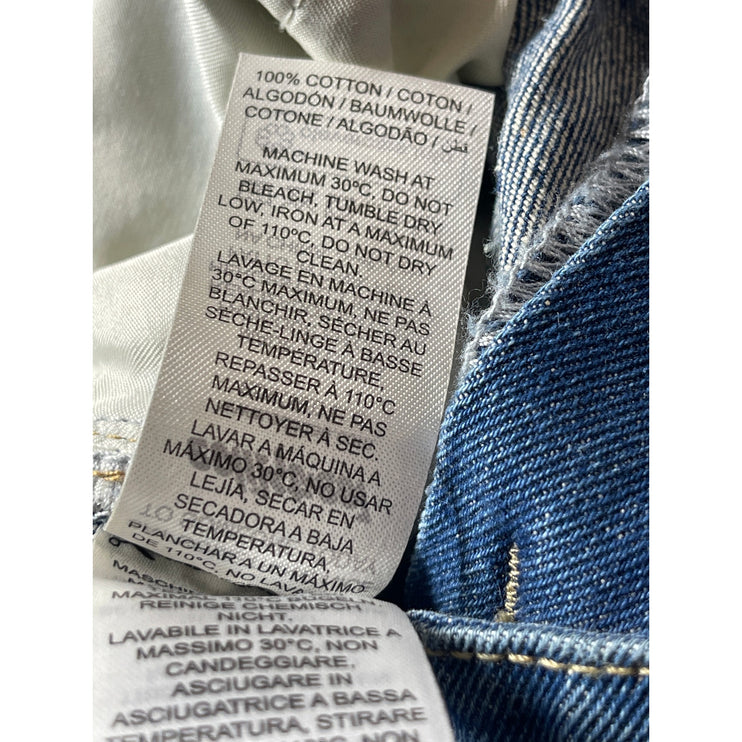 100% COTTON / COTON /
ALGODÓN / BAUMWOLLE /
COTONE / ALGODÃO / قطن
MACHINE WASH AT
MAXIMUM 30°C, DO NOT
BLEACH, TUMBLE DRY
LOW, IRON AT A MAXIMUM
OF 110°C, DO NOT DRY
CLEAN.
LAVAGE EN MACHINE À
30°C MAXIMUM, NE PAS
BLANCHIR, SÉCHER AU
SÈCHE-LINGE À BASSE
TEMPÉRATURE,
REPASSER À 110°C
MAXIMUM, NE PAS
NETTOYER À SEC.
LAVAR A MÁQUINA A
MÁXIMO 30°C, NO USAR
LEJÍA, SECAR EN
SECADORA A BAJA
TEMPERATURA,
PLANCHAR A UN MÁXIMO
DE 110°C, NO
REINIGE CHEMISCH
NICHT.
LAVABILE IN LAVATRICE A
MASSIMO 30°C, NON
CANDEGGIARE,
ASCIUGARE IN
ASCIUGATRICE A BASSA
TEMPERATURA, STIRARE
NON